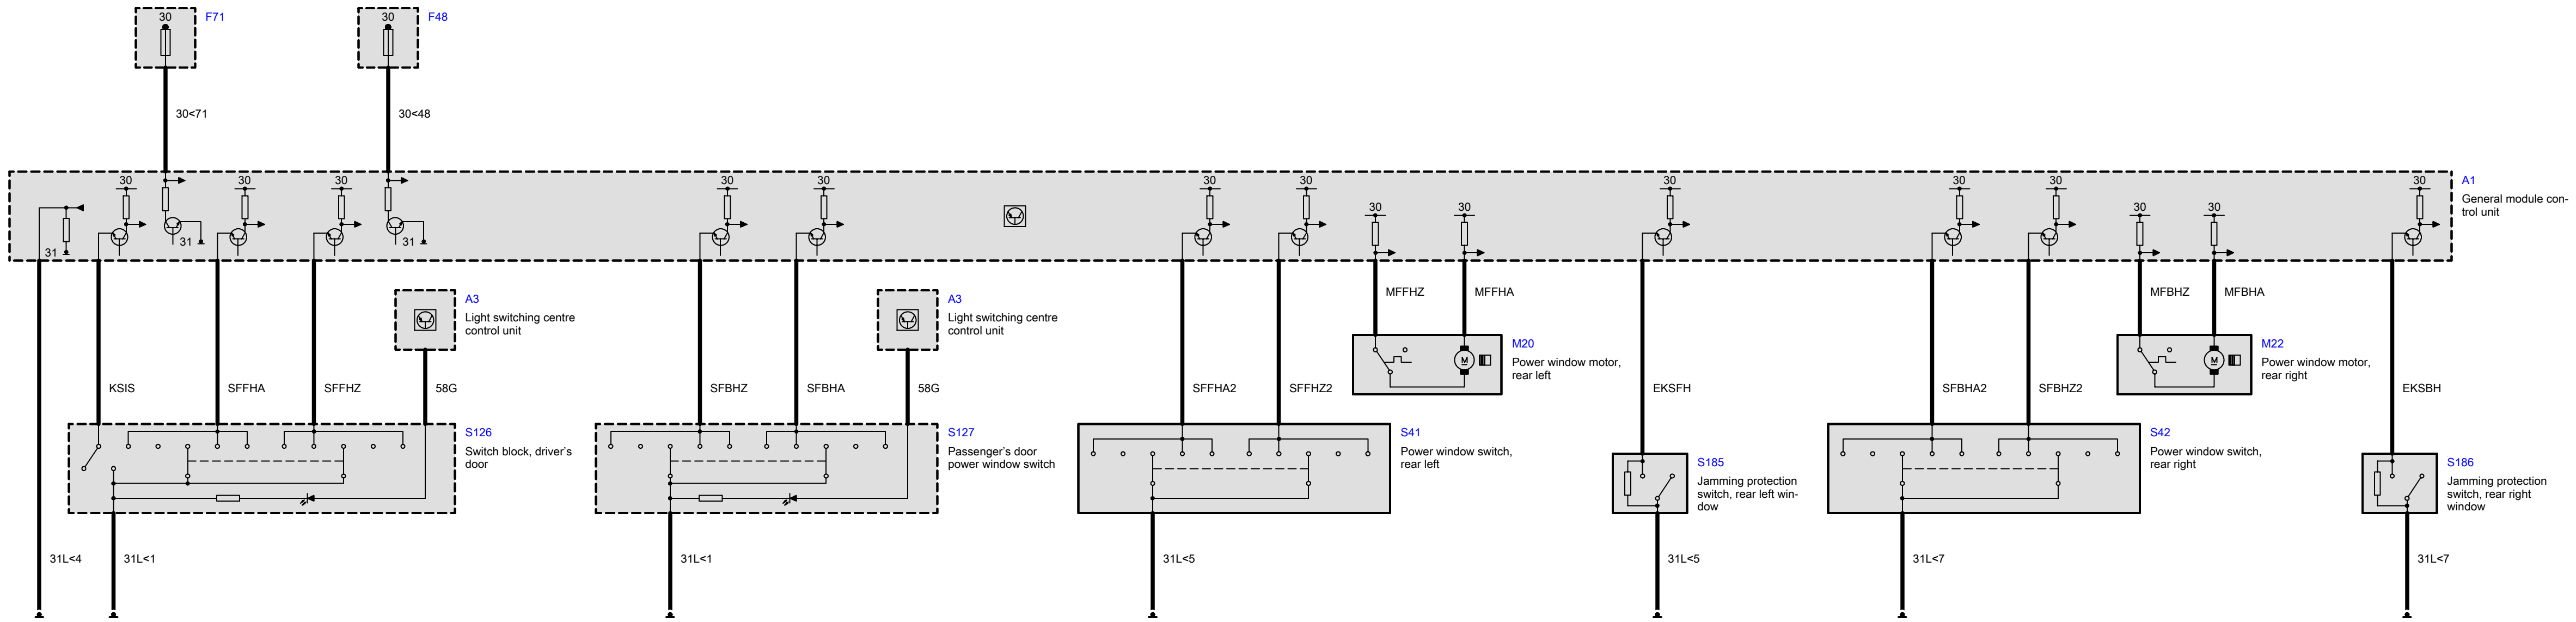 30
F71
30
F48
30<71
30<48
31
30
31
30
30
31
30
30
30
30
30
30
30
30
30
30
30
30
A1
General module con-
trol unit
A3
Light switching centre
control unit
A3
Light switching centre
control unit
MFFHZ
MFFHA
MFBHZ
MFBHA
M
M20
Power window motor,
rear left
M
M22
Power window motor,
rear right
KSIS
SFFHA
SFFHZ
58G
SFBHZ
SFBHA
58G
SFFHA2
SFFHZ2
EKSFH
SFBHA2
SFBHZ2
EKSBH
S126
Switch block, driver's
door
S127
Passenger's door
power window switch
S41
Power window switch,
rear left
S185
Jamming protection
switch, rear left win-
dow
S42
Power window switch,
rear right
S186
Jamming protection
switch, rear right
window
31L<4
31L<1
31L<1
31L<5
31L<5
31L<7
31L<7